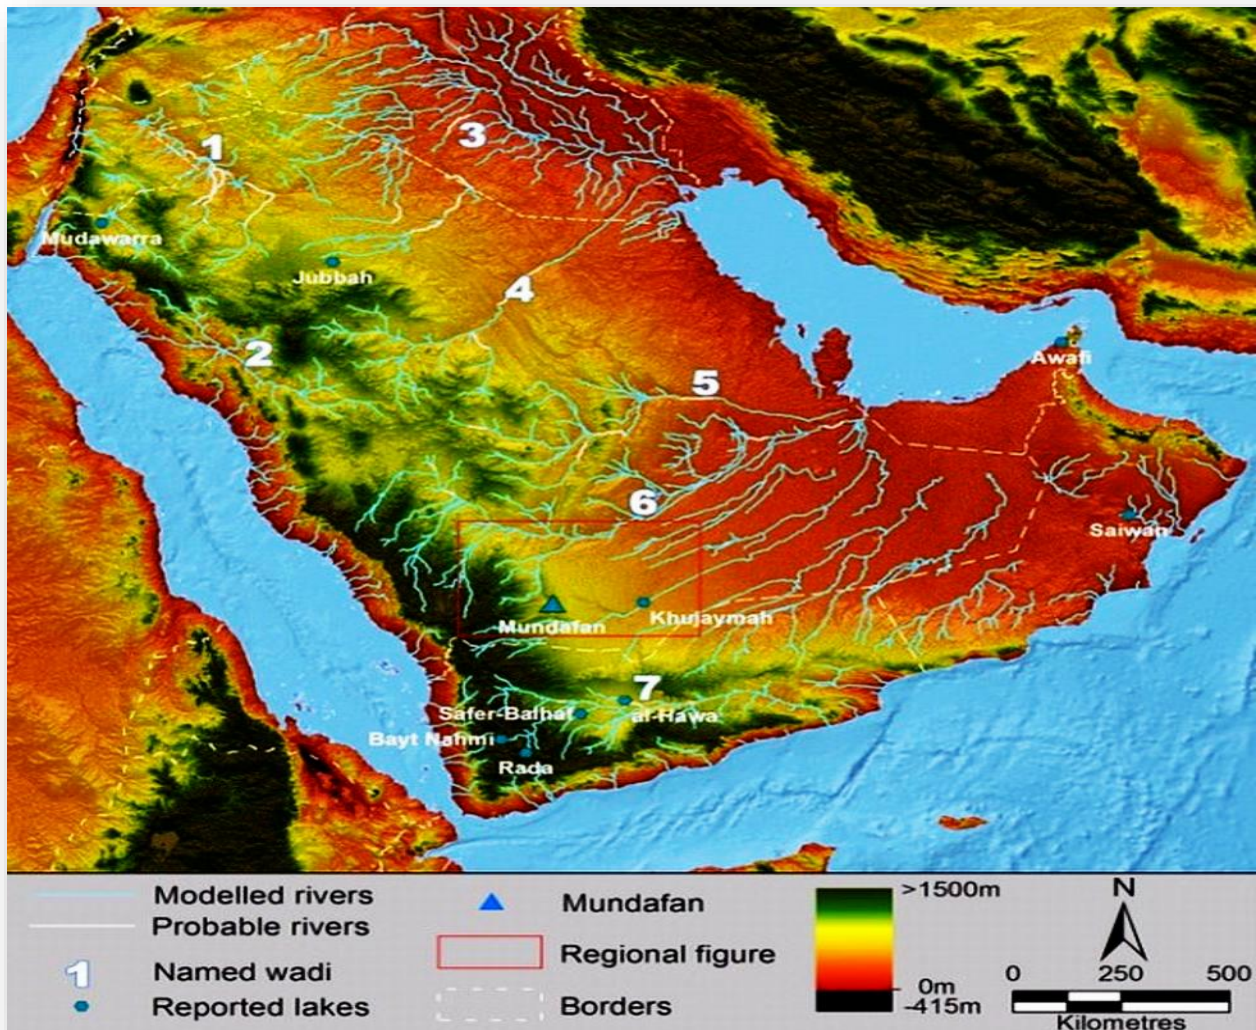 1
3
Mudawarra
Jubbah
4
2
Awafi
5
6
Saiwan
Khujaymah
Mundafan
7
Safer-Balhaf
al-Hawa
Bayt Nahmi
Rada
Modelled rivers
Probable rivers
1 Named wadi
Reported lakes
Mundafan
Regional figure
Borders
>1500m
0m
-415m
N
0 250 500
Kilometres